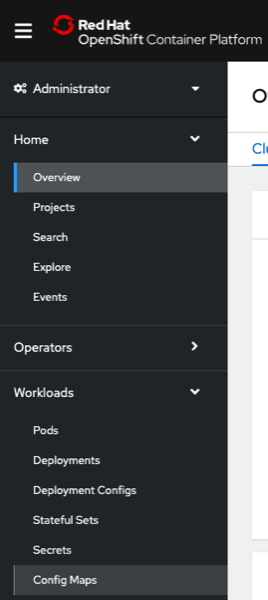 Red Hat
OpenShift Container Platform
Administrator
Home
Overview
Projects
Search
Explore
Events
Operators
Workloads
Pods
Deployments
Deployment Configs
Stateful Sets
Secrets
Config Maps